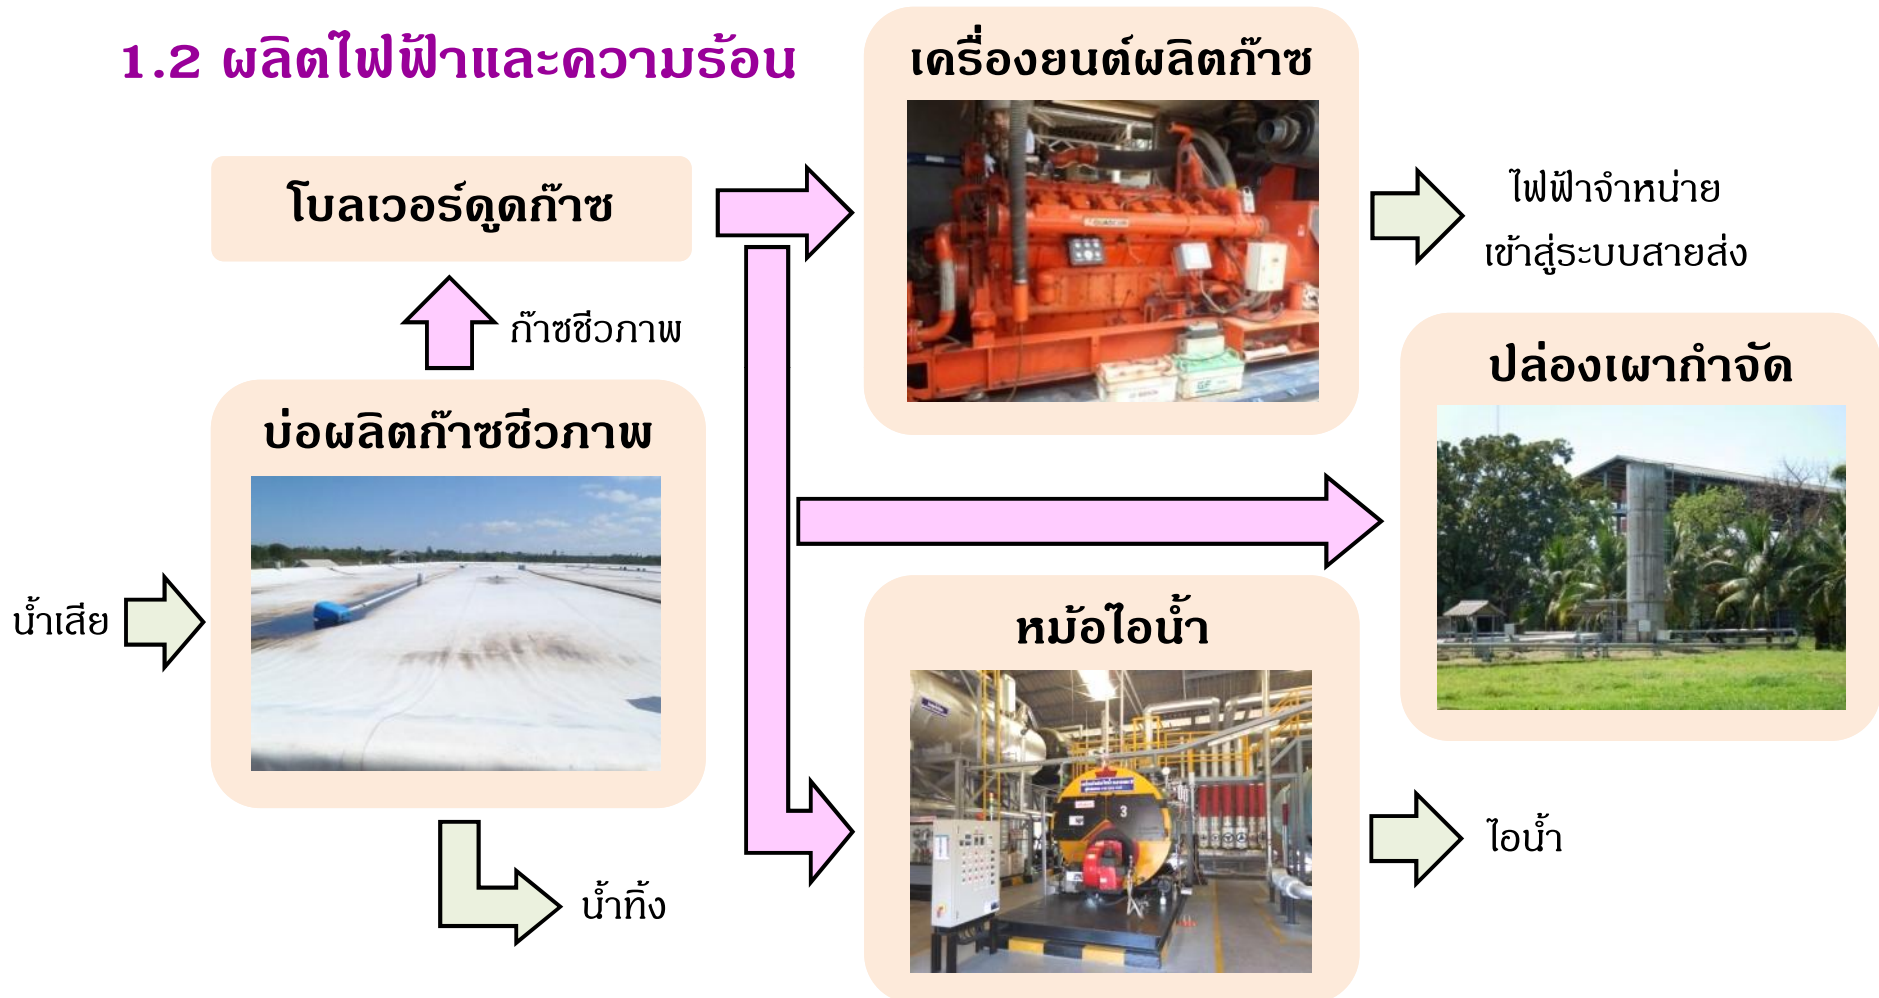 1.2 ผลิตไฟฟ้าและความร้อน
เครื่องยนต์ผลิตก๊าซ
โบลเวอร์ดูดก๊าซ
ไฟฟ้าจำหน่าย
เข้าสู่ระบบสายส่ง
ก๊าซชีวภาพ
ปล่องเผากำจัด
บ่อผลิตก๊าซชีวภาพ
น้ำเสีย
หม้อไอน้ำ
3
ไอน้ำ
น้ำทิ้ง